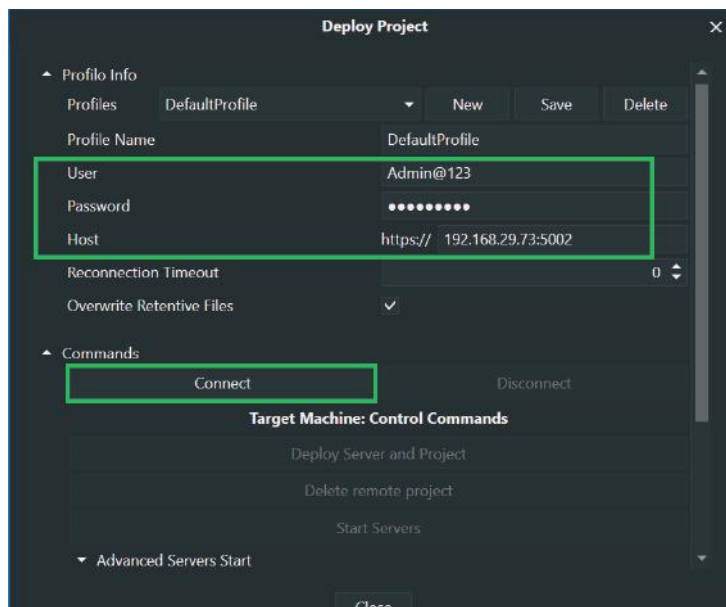 Deploy Project
Profilo Info
Profiles DefaultProfile New Save Delete
Profile Name DefaultProfile
User Admin@123
Password •••••••••
Host https:// 192.168.29.73:5002
Reconnection Timeout 0
Overwrite Retentive Files
Commands
Connect Disconnect
Target Machine: Control Commands
Deploy Server and Project
Delete remote project
Start Servers
Advanced Servers Start
Close